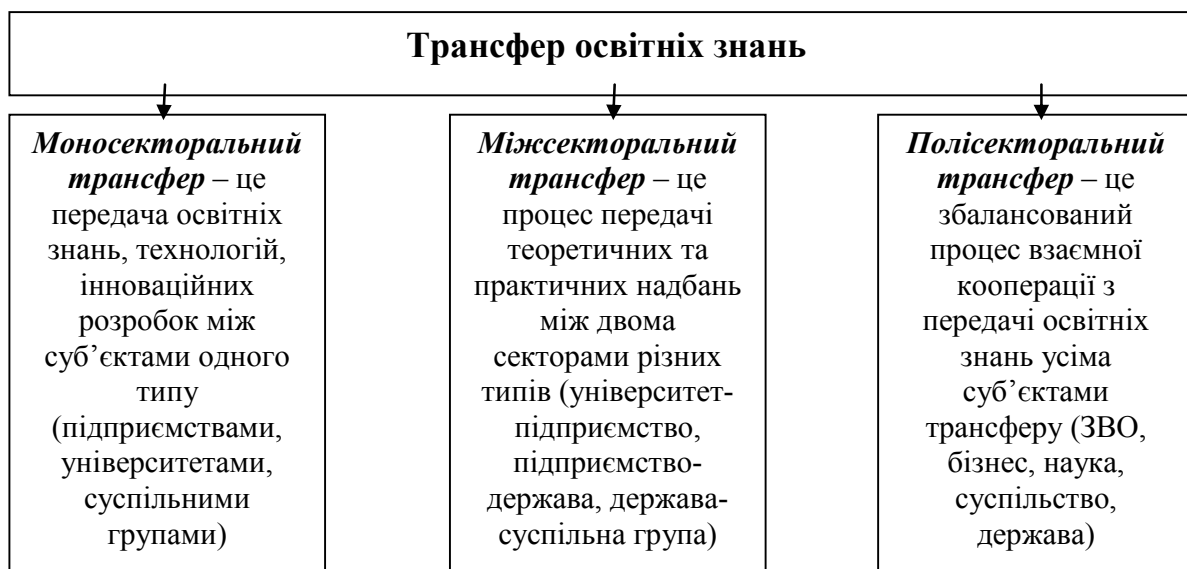 Трансфер освітніх знань
Моносекторальний
трансфер – це
передача освітніх
знань, технологій,
інноваційних
розробок між
суб’єктами одного
типу
(підприємствами,
університетами,
суспільними
групами)
Міжсекторальний
трансфер – це
процес передачі
теоретичних та
практичних надбань
між двома
секторами різних
типів (університет-
підприємство,
підприємство-
держава, держава-
суспільна група)
Полісекторальний
трансфер – це
збалансований
процес взаємної
кооперації з
передачі освітніх
знань усіма
суб’єктами
трансферу (ЗВО,
бізнес, наука,
суспільство,
держава)